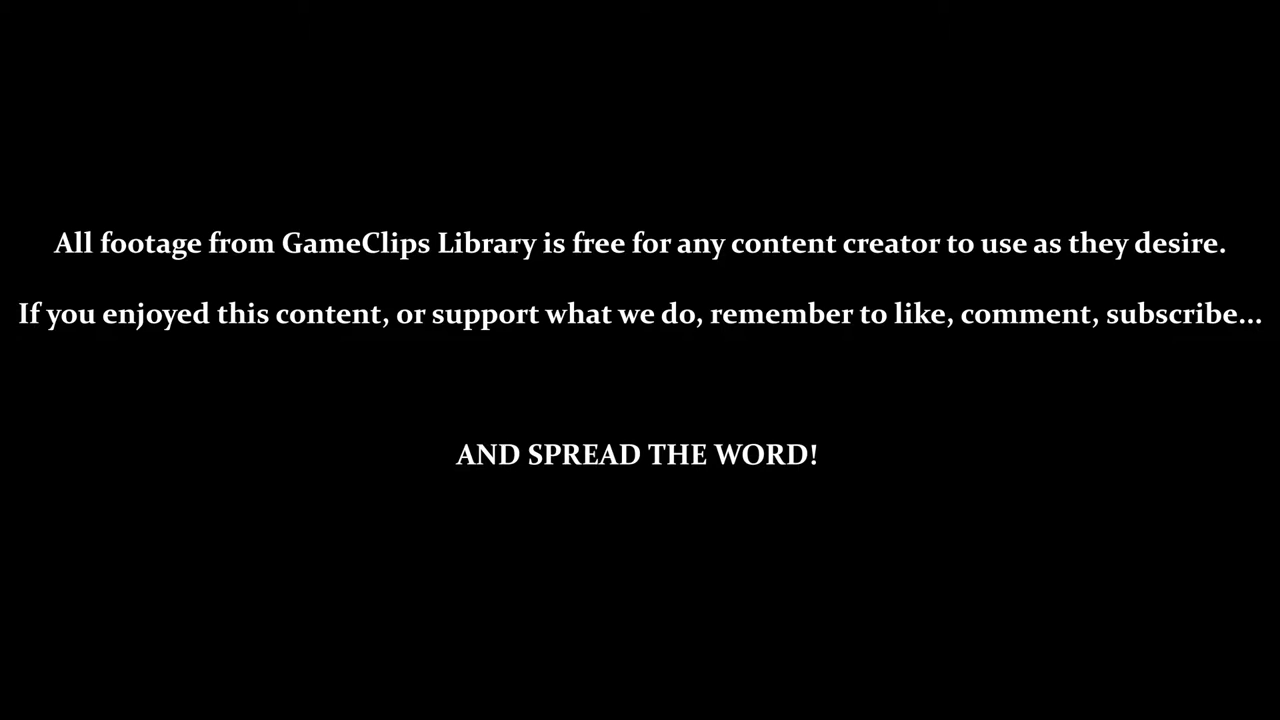 All footage from GameClips Library is free for any content creator to use as they desire.
If you enjoyed this content, or support what we do, remember to like, comment, subscribe...
AND SPREAD THE WORD!